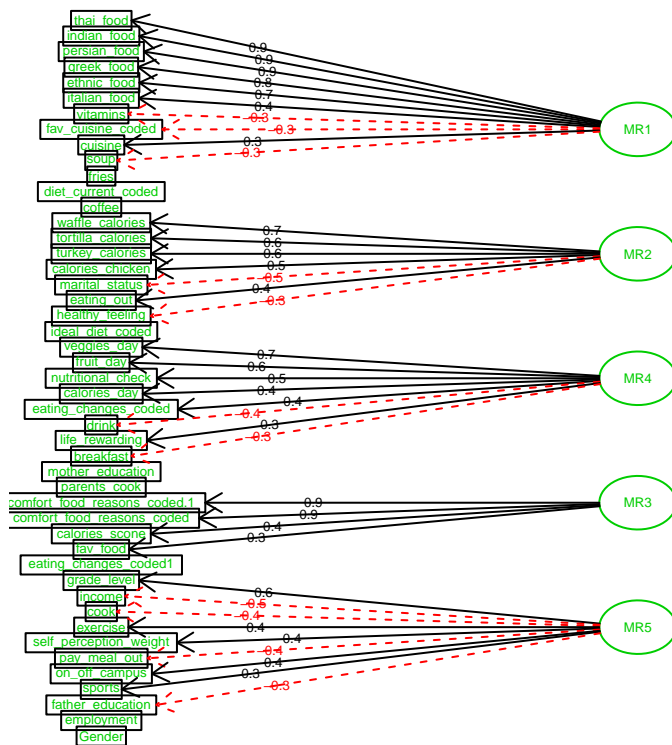 thai_food
indian_food
persian_food
greek_food
ethnic_food
italian_food
vitamins
fav_cuisine_coded
cuisine
soup
fries
diet_current_coded
coffee
waffle_calories
tortilla_calories
turkey_calories
calories_chicken
marital_status
eating_out
healthy_feeling
ideal_diet_coded
veggies_day
fruit_day
nutritional_check
calories_day
eating_changes_coded
drink
life_rewarding
breakfast
mother_education
parents_cook
comfort_food_reasons_coded.1
comfort_food_reasons_coded
calories_scone
fav_food
eating_changes_coded1
grade_level
income
cook
exercise
self_perception_weight
pay_meal_out
on_off_campus
sports
father_education
employment
Gender
0.9
0.9
0.9
0.8
0.7
0.4
-0.3
-0.3
0.3
-0.3
MR1
0.7
0.6
0.6
0.5
-0.5
0.4
-0.3
MR2
0.7
0.6
0.5
0.4
0.4
-0.4
0.3
-0.3
MR4
0.9
0.9
0.4
0.3
MR3
0.6
-0.5
-0.4
0.4
0.4
-0.4
0.4
0.3
-0.3
MR5